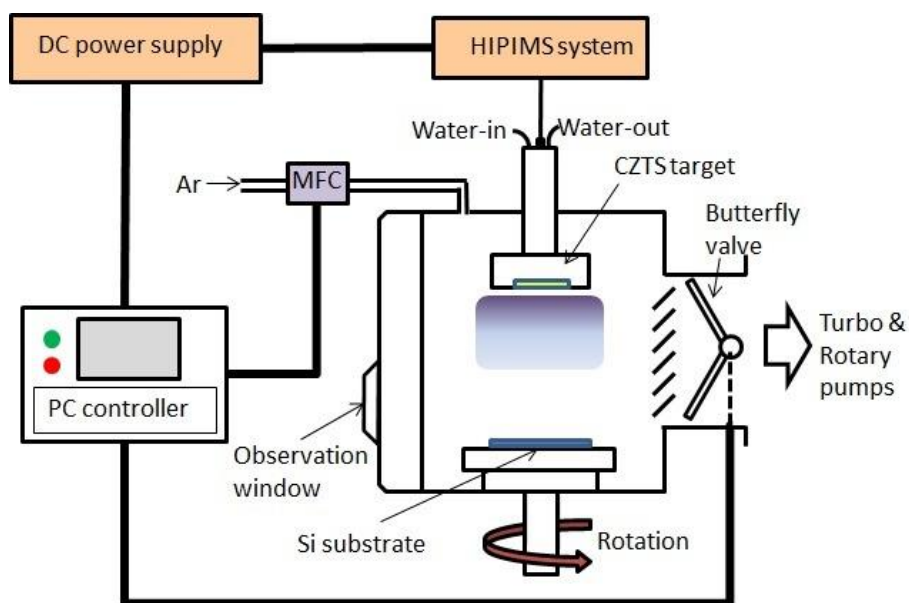 DC power supply
HIPIMS system
Water-in
Water-out
CZTS target
Ar
MFC
Butterfly
valve
Turbo &
Rotary
pumps
PC controller
Observation
window
Si substrate
Rotation